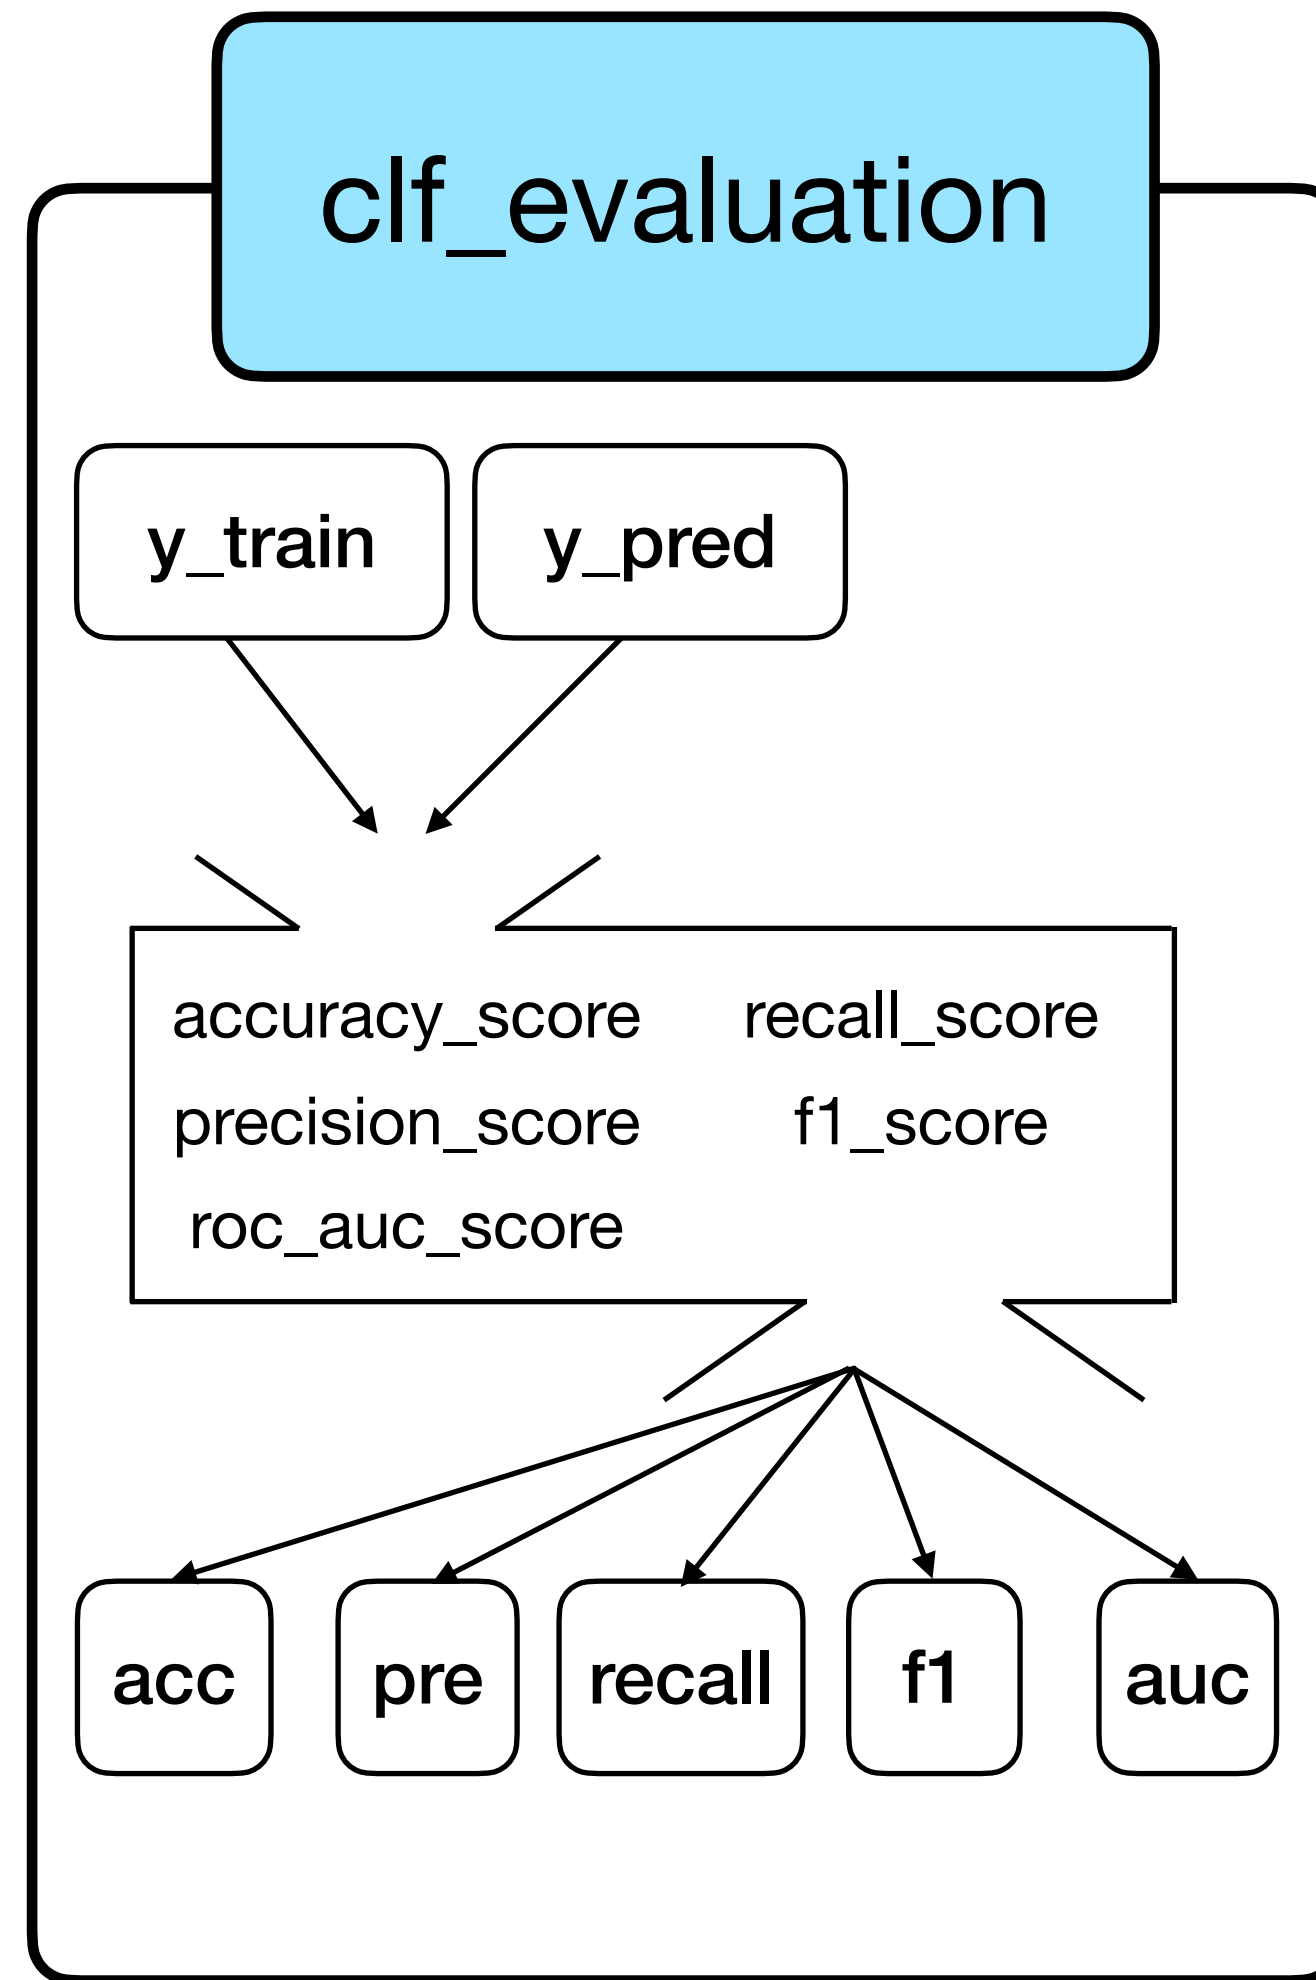 clf_evaluation
y_train y_pred
accuracy_score recall_score
precision_score f1_score
roc_auc_score
acc pre recall f1 auc